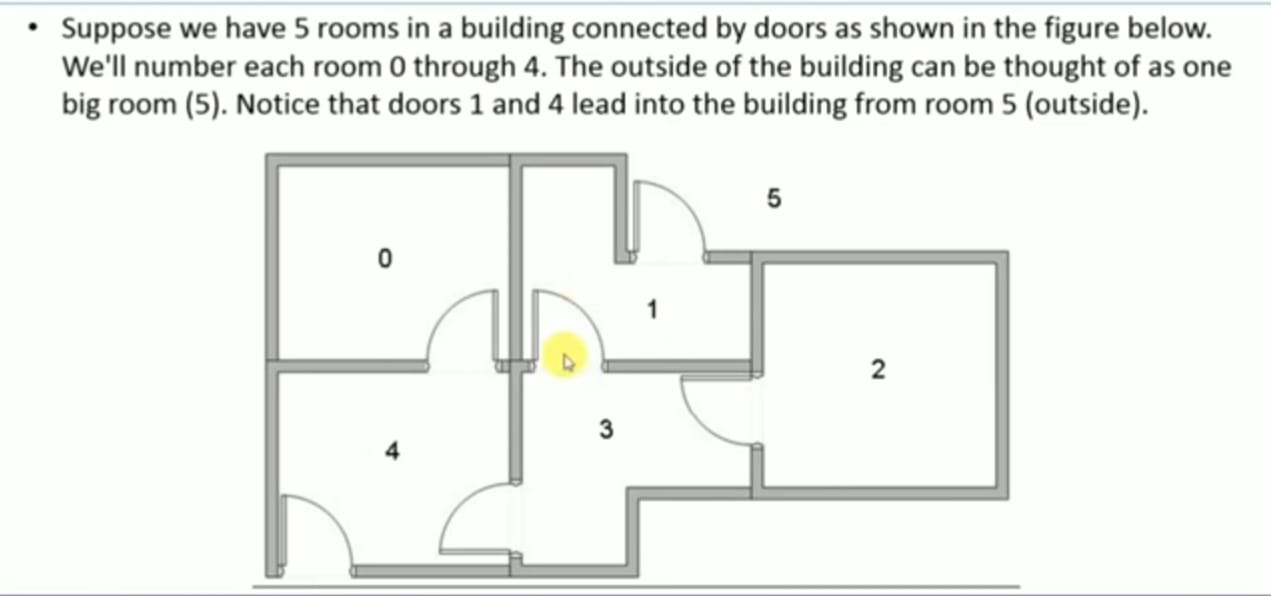 • Suppose we have 5 rooms in a building connected by doors as shown in the figure below.
We'll number each room 0 through 4. The outside of the building can be thought of as one
big room (5). Notice that doors 1 and 4 lead into the building from room 5 (outside).
5
0
1
2
3
4